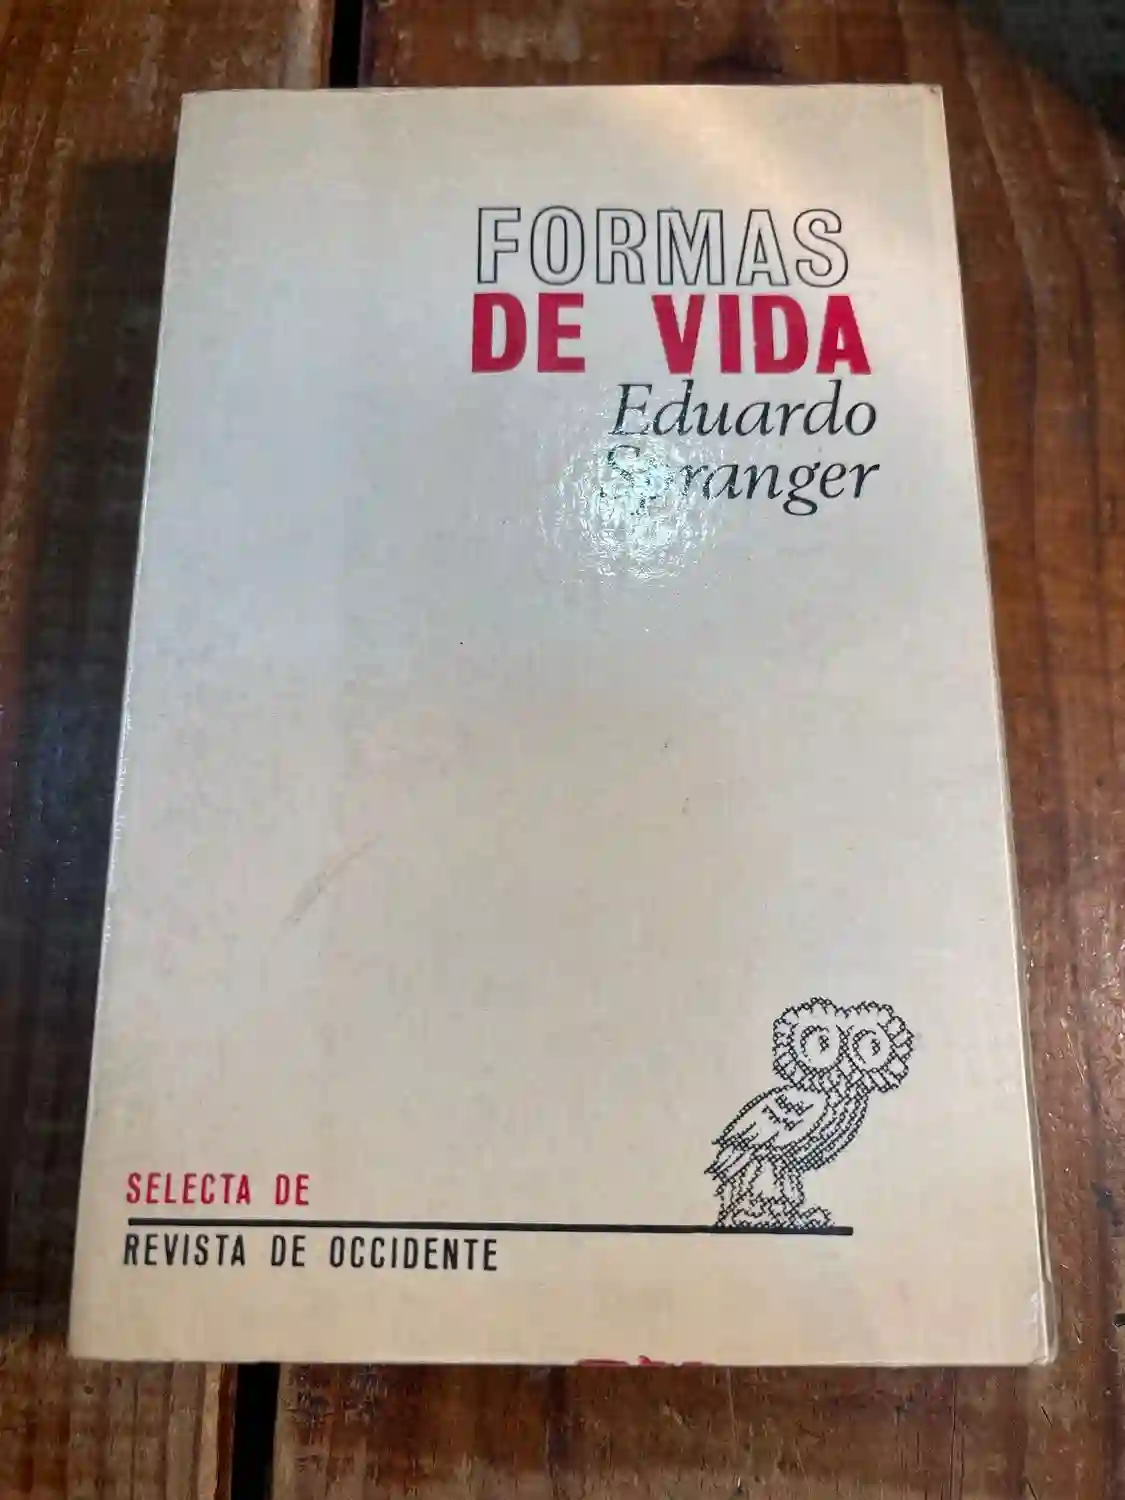 FORMAS
DE VIDA
Eduardo
Spranger
SELECTA DE
REVISTA DE OCCIDENTE